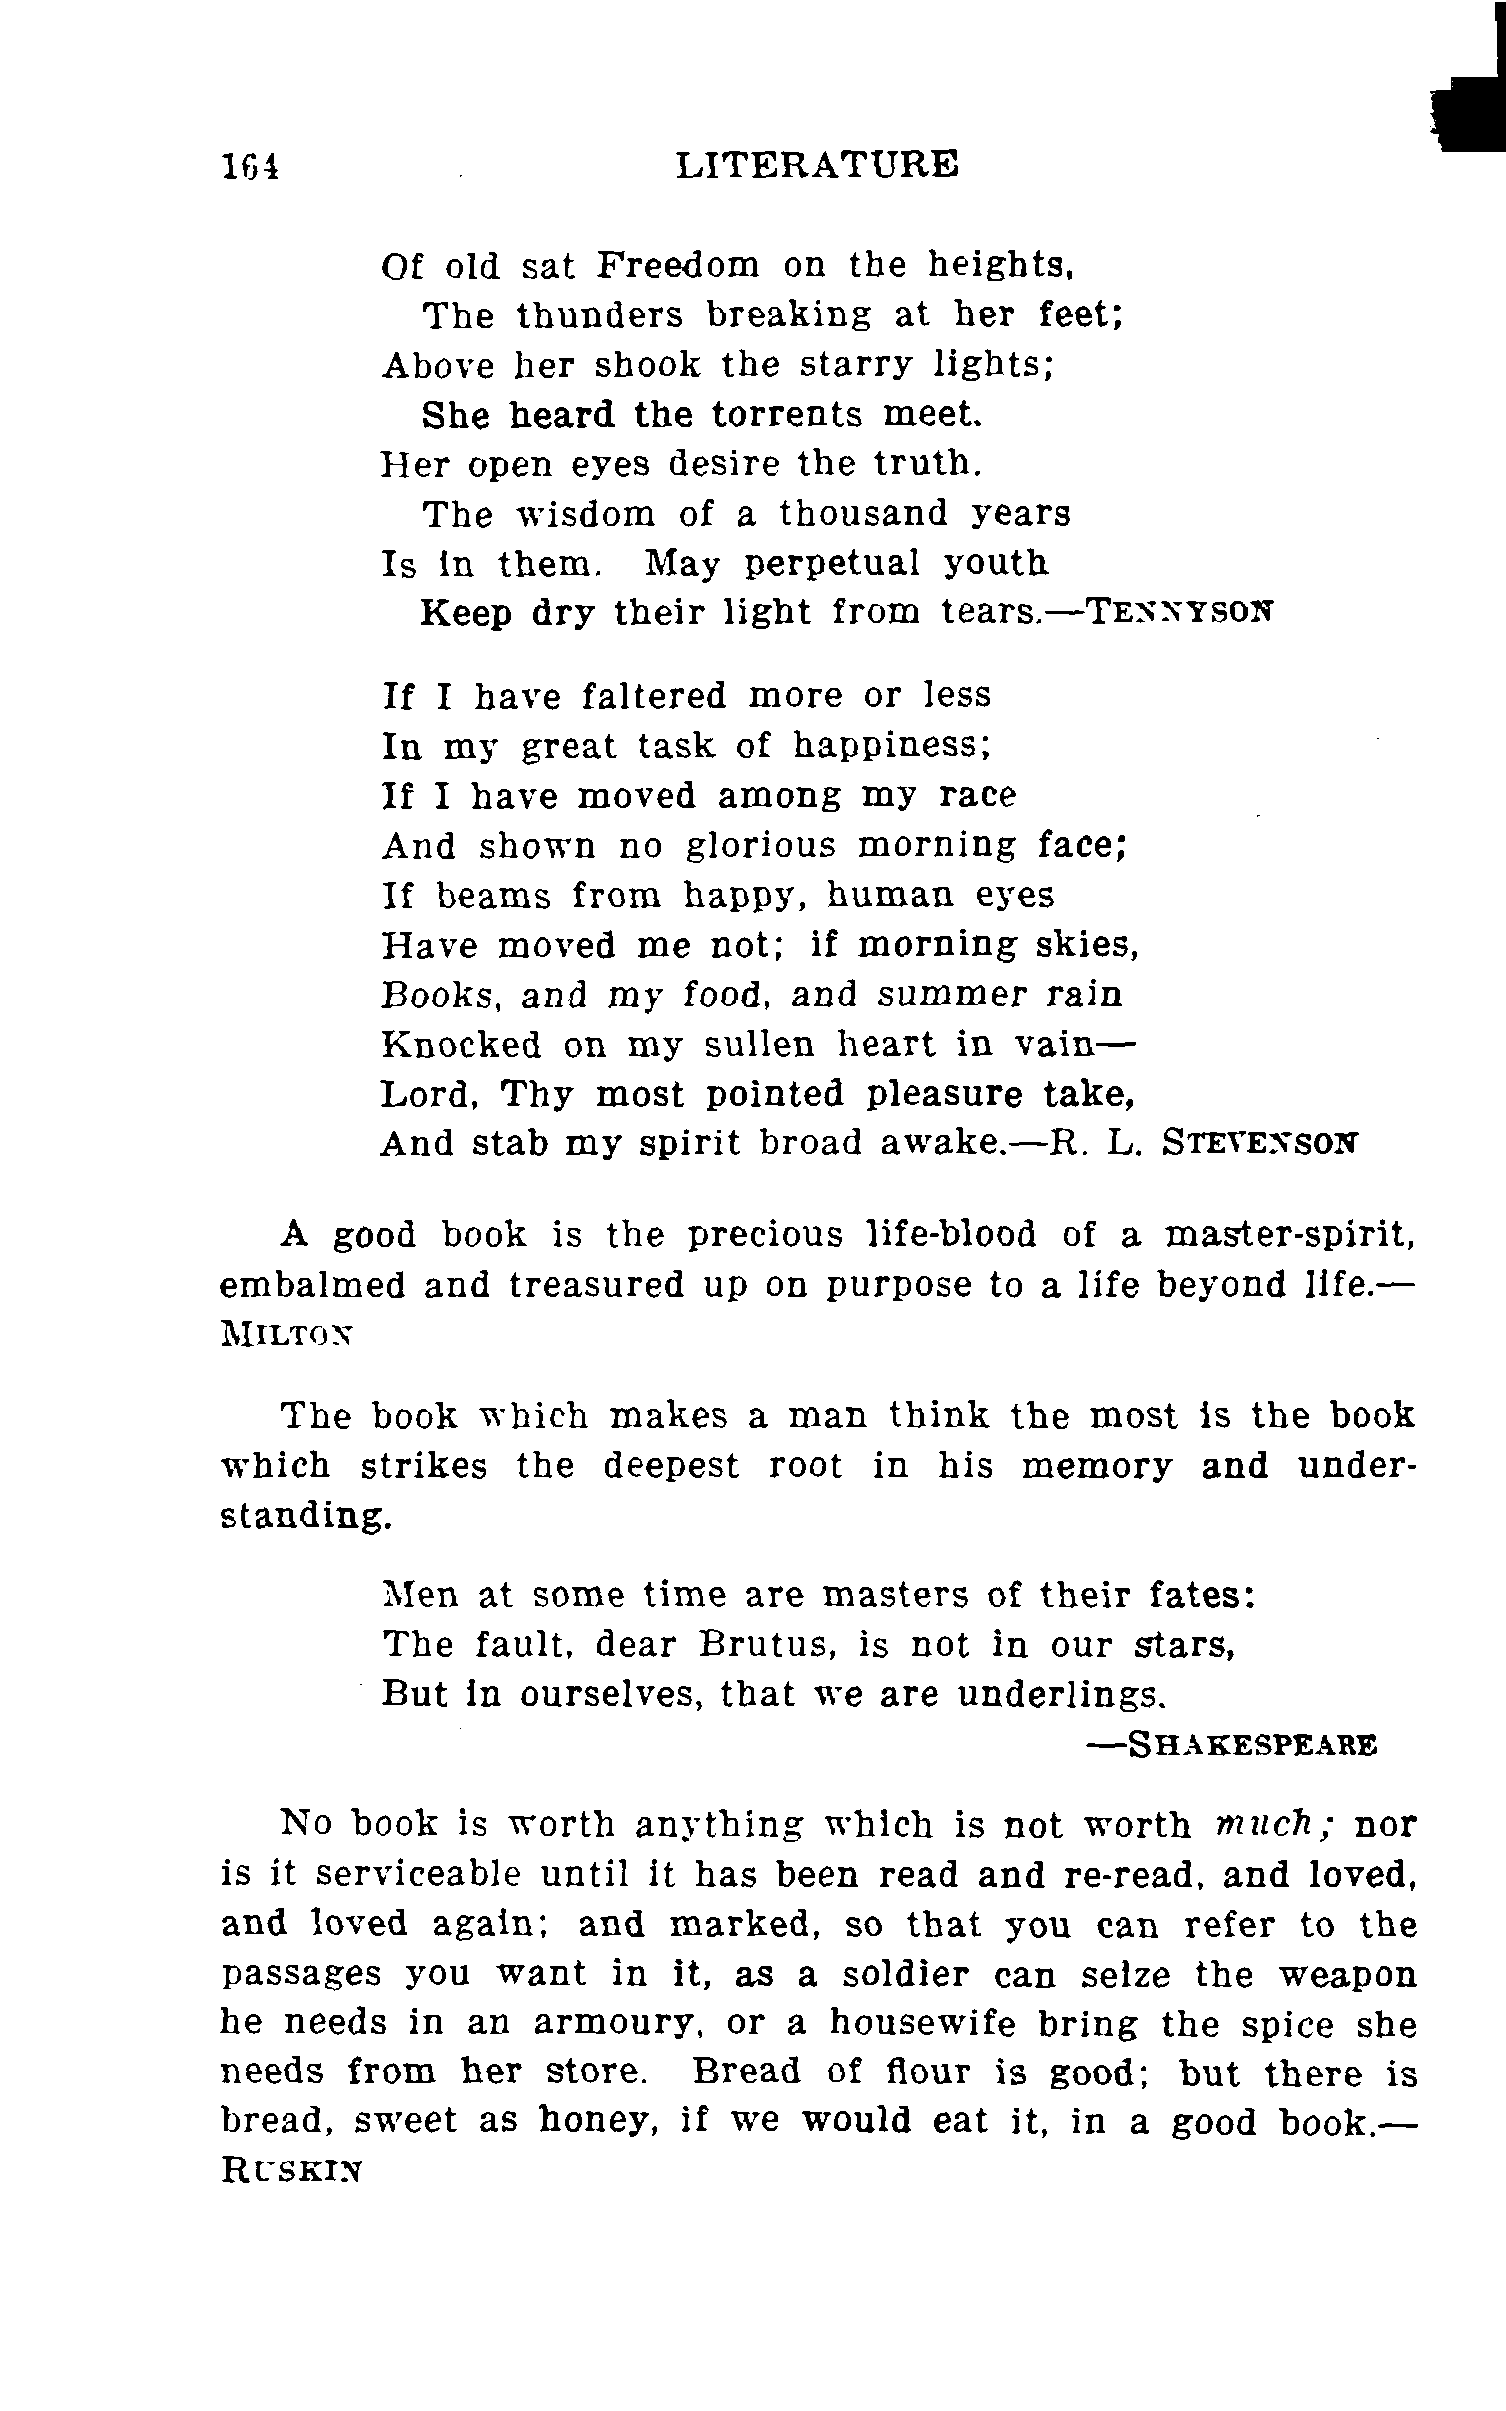 164 LITERATURE
Of old sat Freedom on the heights,
The thunders breaking at her feet;
Above her shook the starry lights;
She heard the torrents meet.
Her open eyes desire the truth.
The wisdom of a thousand years
Is in them. May perpetual youth
Keep dry their light from tears.—TENNYSON
If I have faltered more or less
In my great task of happiness;
If I have moved among my race
And shown no glorious morning face;
If beams from happy, human eyes
Have moved me not; if morning skies,
Books, and my food, and summer rain
Knocked on my sullen heart in vain—
Lord, Thy most pointed pleasure take,
And stab my spirit broad awake.—R. L. STEVENSON
A good book is the precious life-blood of a master-spirit,
embalmed and treasured up on purpose to a life beyond life.—
MILTON
The book which makes a man think the most is the book
which strikes the deepest root in his memory and under-
standing.
Men at some time are masters of their fates:
The fault, dear Brutus, is not in our stars,
But in ourselves, that we are underlings.
—SHAKESPEARE
No book is worth anything which is not worth much; nor
is it serviceable until it has been read and re-read, and loved,
and loved again; and marked, so that you can refer to the
passages you want in it, as a soldier can seize the weapon
he needs in an armoury, or a housewife bring the spice she
needs from her store. Bread of flour is good; but there is
bread, sweet as honey, if we would eat it, in a good book.—
RUSKIN